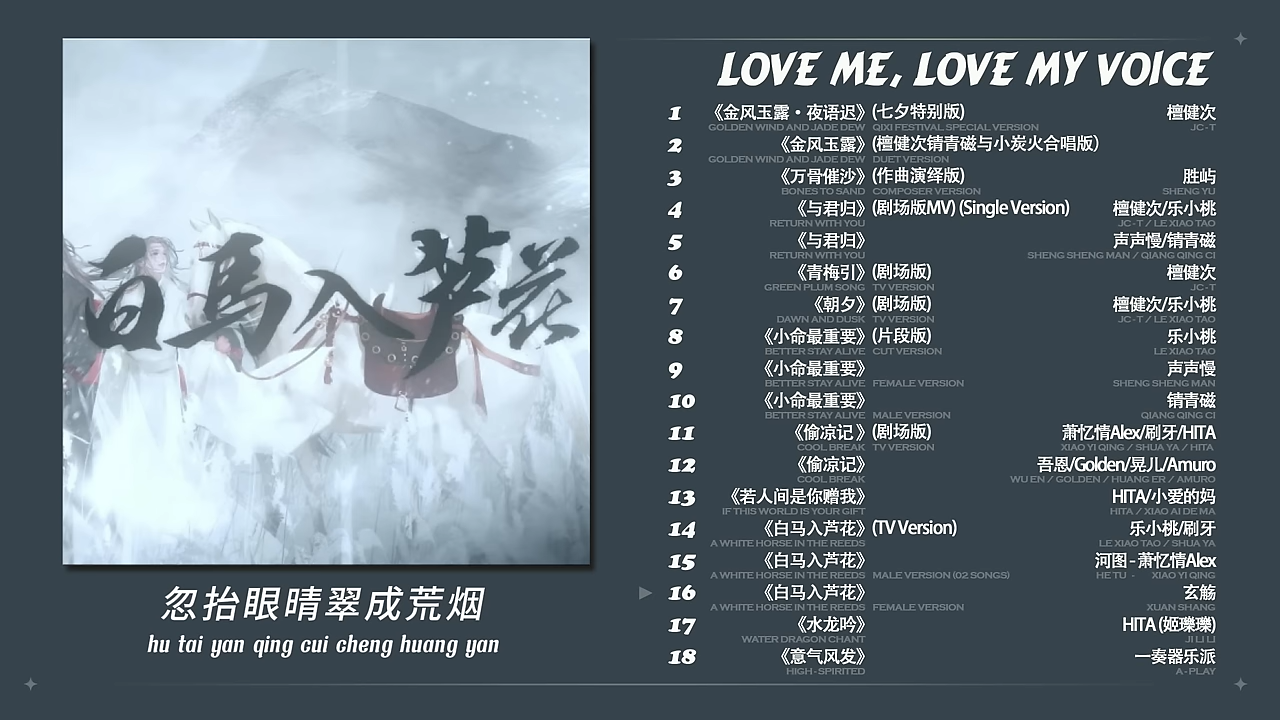 白馬入芦花
忽抬眼晴翠成荒烟
hu tai yan qing cui cheng huang yan
LOVE ME, LOVE MY VOICE
1 《金风玉露·夜语迟》 (七夕特别版) 檀健次
GOLDEN WIND AND JADE DEW QIXI FESTIVAL SPECIAL VERSION JC-T
2 《金风玉露》 (檀健次锖青磁与小炭火合唱版)
GOLDEN WIND AND JADE DEW DUET VERSION
3 《万骨催沙》 (作曲演绎版) 胜屿
BONES TO SAND COMPOSER VERSION SHENG YU
4 《与君归》 (剧场版MV) (Single Version) 檀健次/乐小桃
RETURN WITH YOU JC-T / LE XIAO TAO
5 《与君归》 声声慢/锖青磁
RETURN WITH YOU SHENG SHENG MAN / QIANG QING CI
6 《青梅引》 (剧场版) 檀健次
GREEN PLUM SONG TV VERSION JC-T
7 《朝夕》 (剧场版) 檀健次/乐小桃
DAWN AND DUSK TV VERSION JC-T / LE XIAO TAO
8 《小命最重要》 (片段版) 乐小桃
BETTER STAY ALIVE CUT VERSION LE XIAO TAO
9 《小命最重要》 声声慢
BETTER STAY ALIVE FEMALE VERSION SHENG SHENG MAN
10 《小命最重要》 锖青磁
BETTER STAY ALIVE MALE VERSION QIANG QING CI
11 《偷凉记 》 (剧场版) 萧忆情Alex/刷牙/HITA
COOL BREAK TV VERSION XIAO YI QING / SHUA YA / HITA
12 《偷凉记》 吾恩/Golden/晃儿/Amuro
COOL BREAK WU EN / GOLDEN / HUANG ER / AMURO
13 《若人间是你赠我》 HITA/小爱的妈
IF THIS WORLD IS YOUR GIFT HITA / XIAO AI DE MA
14 《白马入芦花》 (TV Version) 乐小桃/刷牙
A WHITE HORSE IN THE REEDS LE XIAO TAO / SHUA YA
15 《白马入芦花》 河图 - 萧忆情Alex
A WHITE HORSE IN THE REEDS MALE VERSION (02 SONGS) HE TU - XIAO YI QING
16 《白马入芦花》 玄觞
A WHITE HORSE IN THE REEDS FEMALE VERSION XUAN SHANG
17 《水龙吟》 HITA (姬瓅瓅)
WATER DRAGON CHANT JI LI LI
18 《意气风发》 一奏器乐派
HIGH-SPIRITED A-PLAY